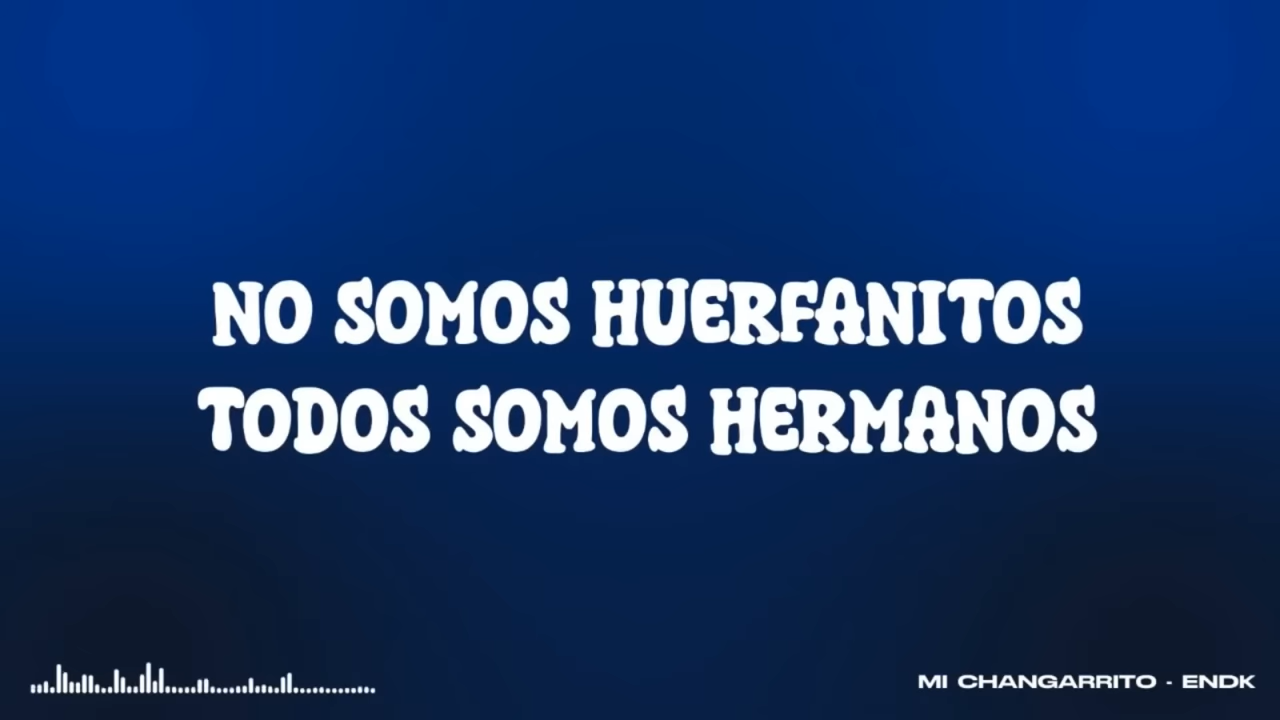 NO SOMOS HUERFANITOS
TODOS SOMOS HERMANOS
MI CHANGARRITO - ENDK